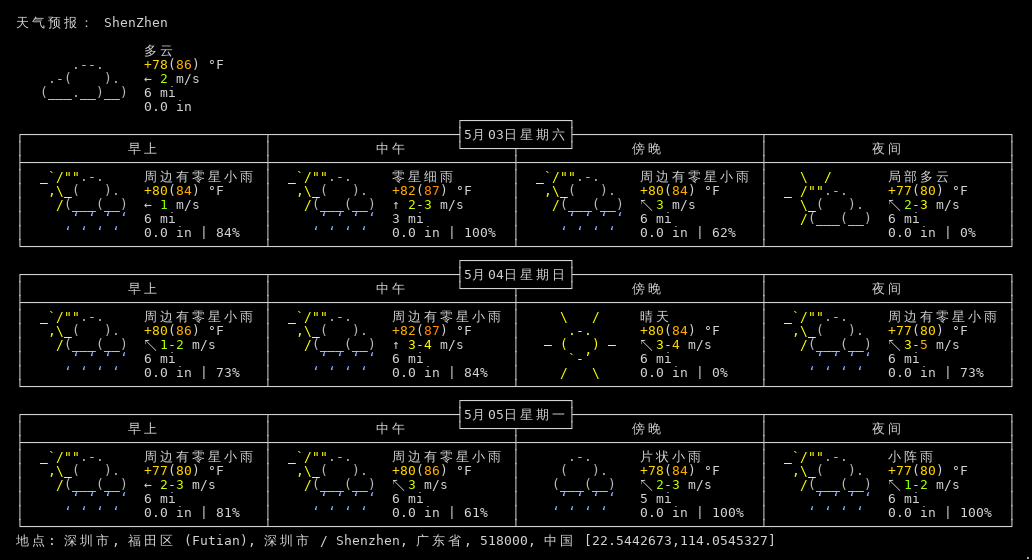 天气预报： ShenZhen
多云
+78(86) °F
← 2 m/s
6 mi
0.0 in
5月03日星期六
早上 中午 傍晚 夜间
周边有零星小雨 零星细雨 周边有零星小雨 局部多云
+80(84) °F +82(87) °F +80(84) °F +77(80) °F
← 1 m/s ↑ 2-3 m/s ↖ 3 m/s ↖ 2-3 m/s
6 mi 3 mi 6 mi 6 mi
0.0 in | 84% 0.0 in | 100% 0.0 in | 62% 0.0 in | 0%
5月04日星期日
早上 中午 傍晚 夜间
周边有零星小雨 周边有零星小雨 晴天 周边有零星小雨
+80(86) °F +82(87) °F +80(84) °F +77(80) °F
↖ 1-2 m/s ↑ 3-4 m/s ↖ 3-4 m/s ↖ 3-5 m/s
6 mi 6 mi 6 mi 6 mi
0.0 in | 73% 0.0 in | 84% 0.0 in | 0% 0.0 in | 73%
5月05日星期一
早上 中午 傍晚 夜间
周边有零星小雨 周边有零星小雨 片状小雨 小阵雨
+77(80) °F +80(86) °F +78(84) °F +77(80) °F
← 2-3 m/s ↖ 3 m/s ↖ 2-3 m/s ↖ 1-2 m/s
6 mi 6 mi 5 mi 6 mi
0.0 in | 81% 0.0 in | 61% 0.0 in | 100% 0.0 in | 100%
地点: 深圳市, 福田区 (Futian), 深圳市 / Shenzhen, 广东省, 518000, 中国 [22.5442673,114.0545327]